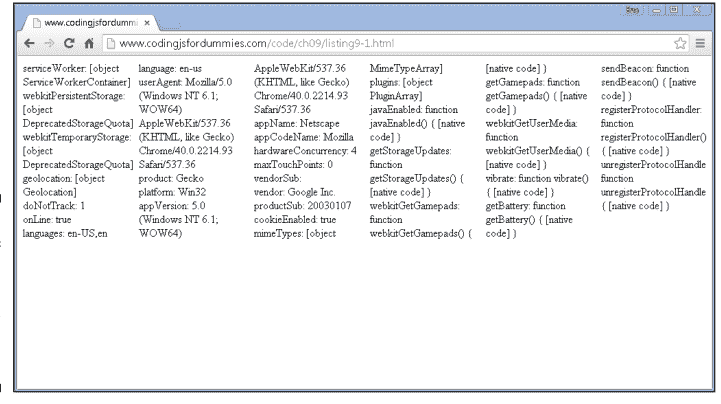 www.codingjsfordummi
www.codingjsfordummies.com/code/ch09/listing9-1.html
serviceWorker: [object
ServiceWorkerContainer]
webkitPersistentStorage:
[object
DeprecatedStorageQuota]
webkitTemporaryStorage:
[object
DeprecatedStorageQuota]
geolocation: [object
Geolocation]
doNotTrack: 1
onLine: true
languages: en-US,en
language: en-us
userAgent: Mozilla/5.0
(Windows NT 6.1;
WOW64)
AppleWebKit/537.36
(KHTML, like Gecko)
Chrome/40.0.2214.93
Safari/537.36
product: Gecko
platform: Win32
appVersion: 5.0
(Windows NT 6.1;
WOW64)
AppleWebKit/537.36
(KHTML, like Gecko)
Chrome/40.0.2214.93
Safari/537.36
appName: Netscape
appCodeName: Mozilla
hardwareConcurrency: 4
maxTouchPoints: 0
vendorSub:
vendor: Google Inc.
productSub: 20030107
cookieEnabled: true
mimeTypes: [object
MimeTypeArray]
plugins: [object
PluginArray]
javaEnabled: function
javaEnabled() { [native
code] }
getStorageUpdates:
function
getStorageUpdates() {
[native code] }
webkitGetGamepads:
function
webkitGetGamepads() {
[native code] }
getGamepads: function
getGamepads() { [native
code] }
webkitGetUserMedia:
function
webkitGetUserMedia() {
[native code] }
vibrate: function vibrate()
{ [native code] }
getBattery: function
getBattery() { [native
code] }
sendBeacon: function
sendBeacon() { [native
code] }
registerProtocolHandler:
function
registerProtocolHandler()
{ [native code] }
unregisterProtocolHandle
function
unregisterProtocolHandle
{ [native code] }